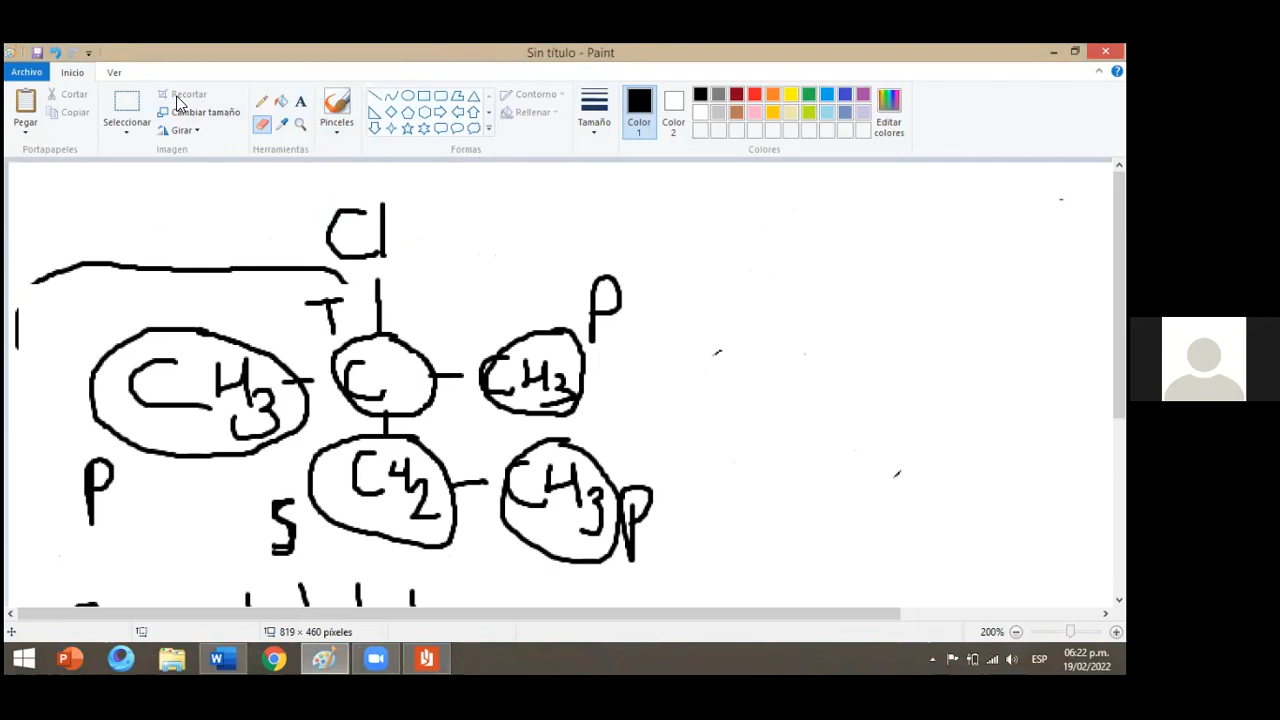 Sin título - Paint
Archivo Inicio Ver
Pegar
Cortar
Copiar
Portapapeles
Seleccionar
Recortar
Cambiar tamaño
Girar
Imagen
A
Herramientas
Pinceles
Contorno
Rellenar
Formas
Tamaño
Color 1
Color 2
Editar colores
Colores
Cl
T P
CH3 - C - CH3
P
S CH2 - CH3 P
819 × 460 píxeles
200%
ESP
06:22 p.m.
19/02/2022